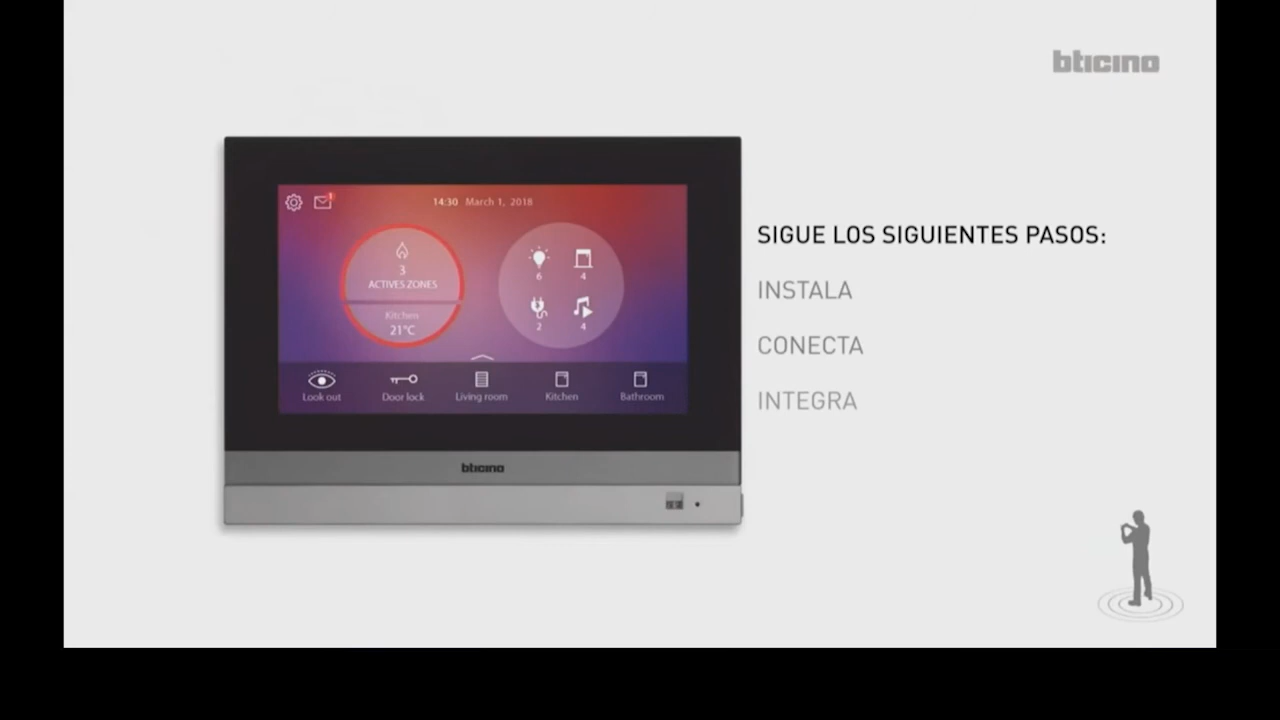 bticino
14:30 March 1, 2018
3
ACTIVES ZONES
Kitchen
21°C
6
4
2
4
Look out
Door lock
Living room
Kitchen
Bathroom
bticino
SIGUE LOS SIGUIENTES PASOS:
INSTALA
CONECTA
INTEGRA